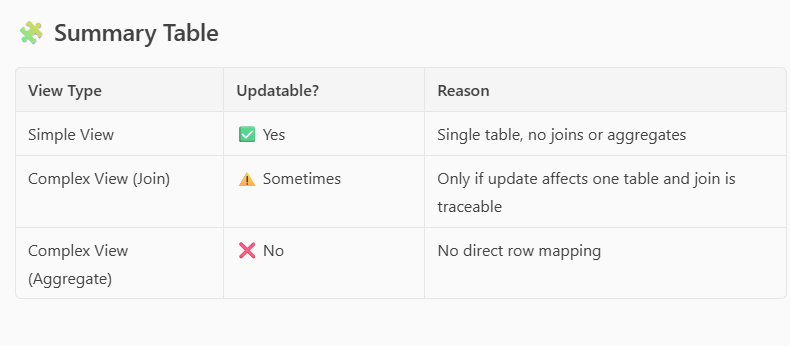 🧩 Summary Table
View Type Updatable? Reason
Simple View ✅ Yes Single table, no joins or aggregates
Complex View (Join) ⚠️ Sometimes Only if update affects one table and join is
traceable
Complex View ❌ No No direct row mapping
(Aggregate)